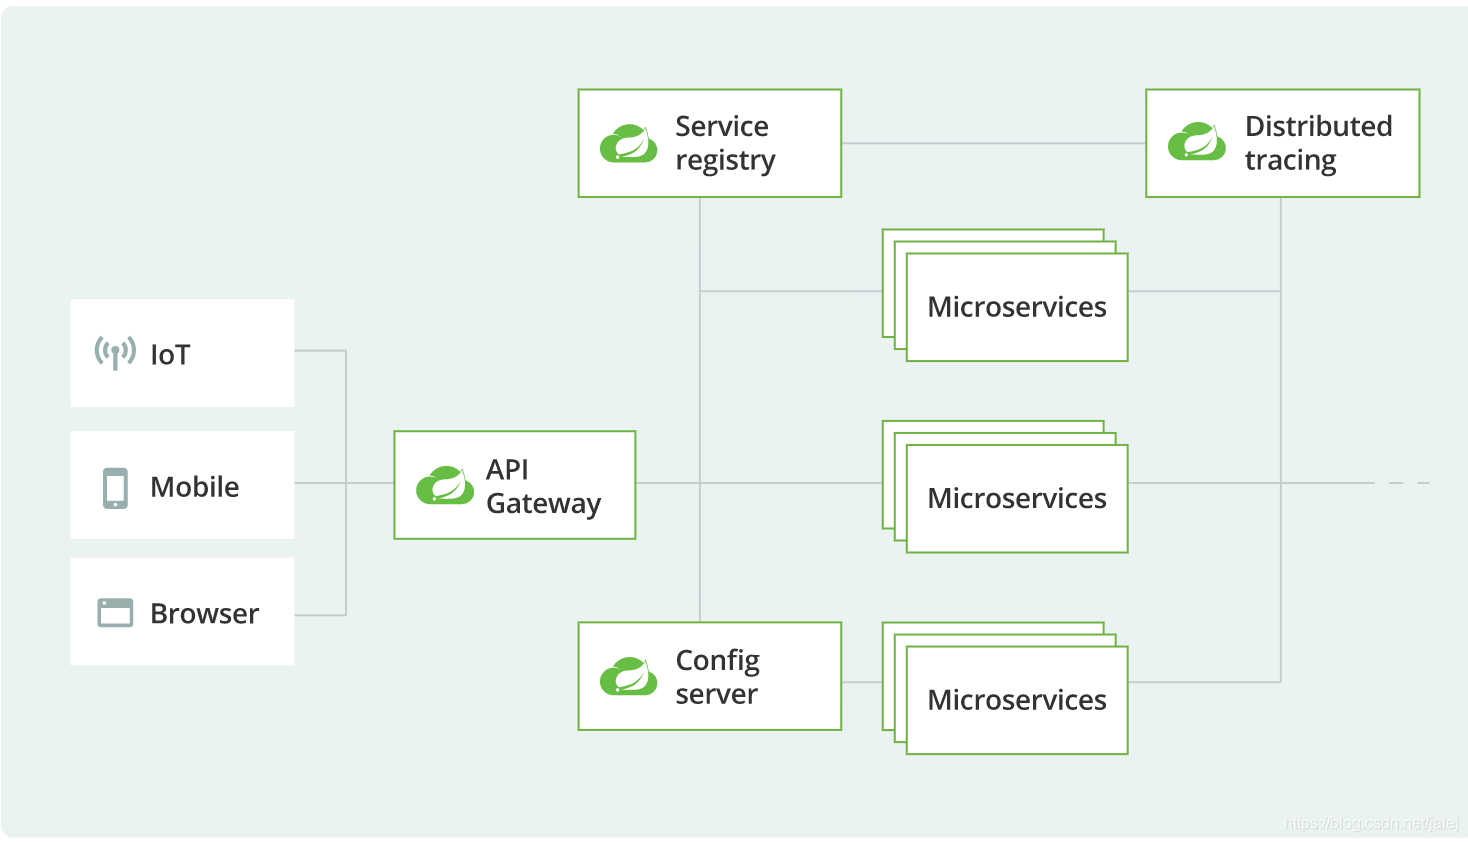 Service
registry
Distributed
tracing
Microservices
IoT
Mobile
API
Gateway
Microservices
Browser
Config
server
Microservices
https://blog.csdn.net/jatej